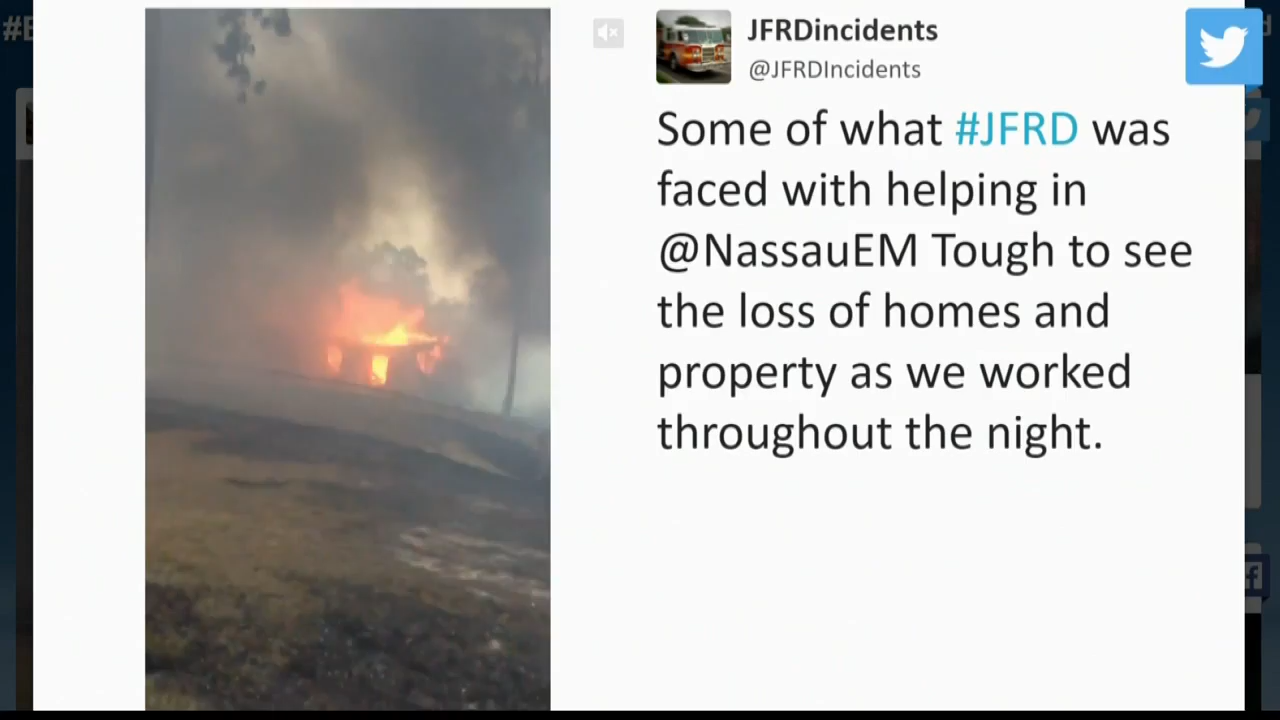 JFRDincidents
@JFRDIncidents
Some of what #JFRD was
faced with helping in
@NassauEM Tough to see
the loss of homes and
property as we worked
throughout the night.